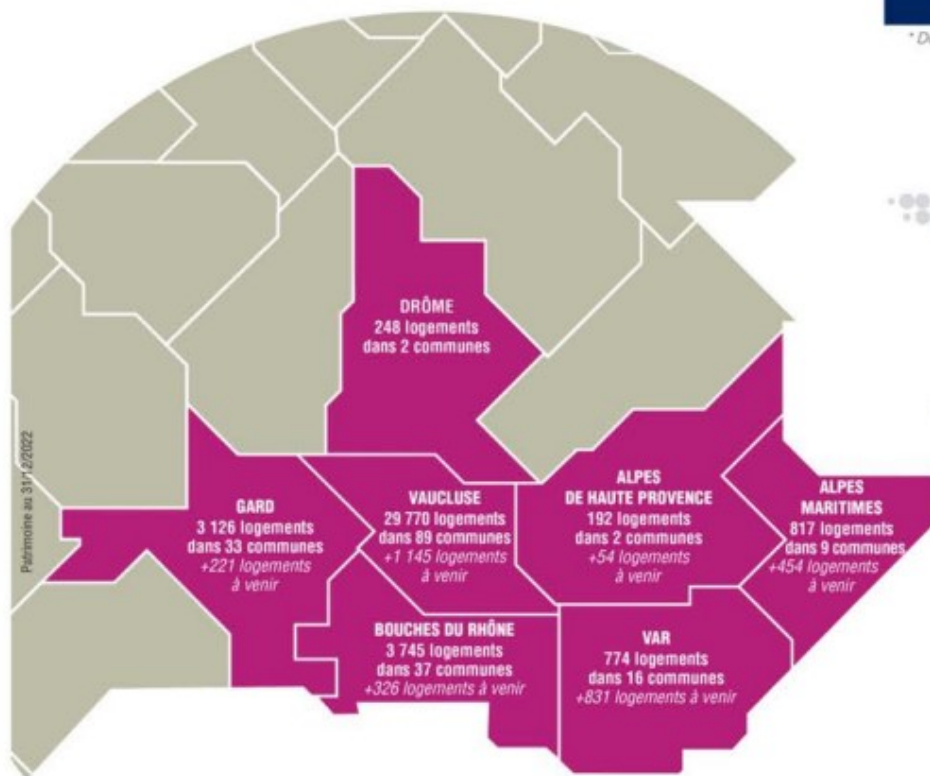 * D
DRÔME
248 logements
dans 2 communes
Patrimoine au 31/12/2022
GARD
3 126 logements
dans 33 communes
+221 logements
à venir
VAUCLUSE
29 770 logements
dans 89 communes
+1 145 logements
à venir
ALPES
DE HAUTE PROVENCE
192 logements
dans 2 communes
+54 logements
à venir
ALPES
MARITIMES
817 logements
dans 9 communes
+454 logements
à venir
BOUCHES DU RHÔNE
3 745 logements
dans 37 communes
+326 logements à venir
VAR
774 logements
dans 16 communes
+831 logements à venir